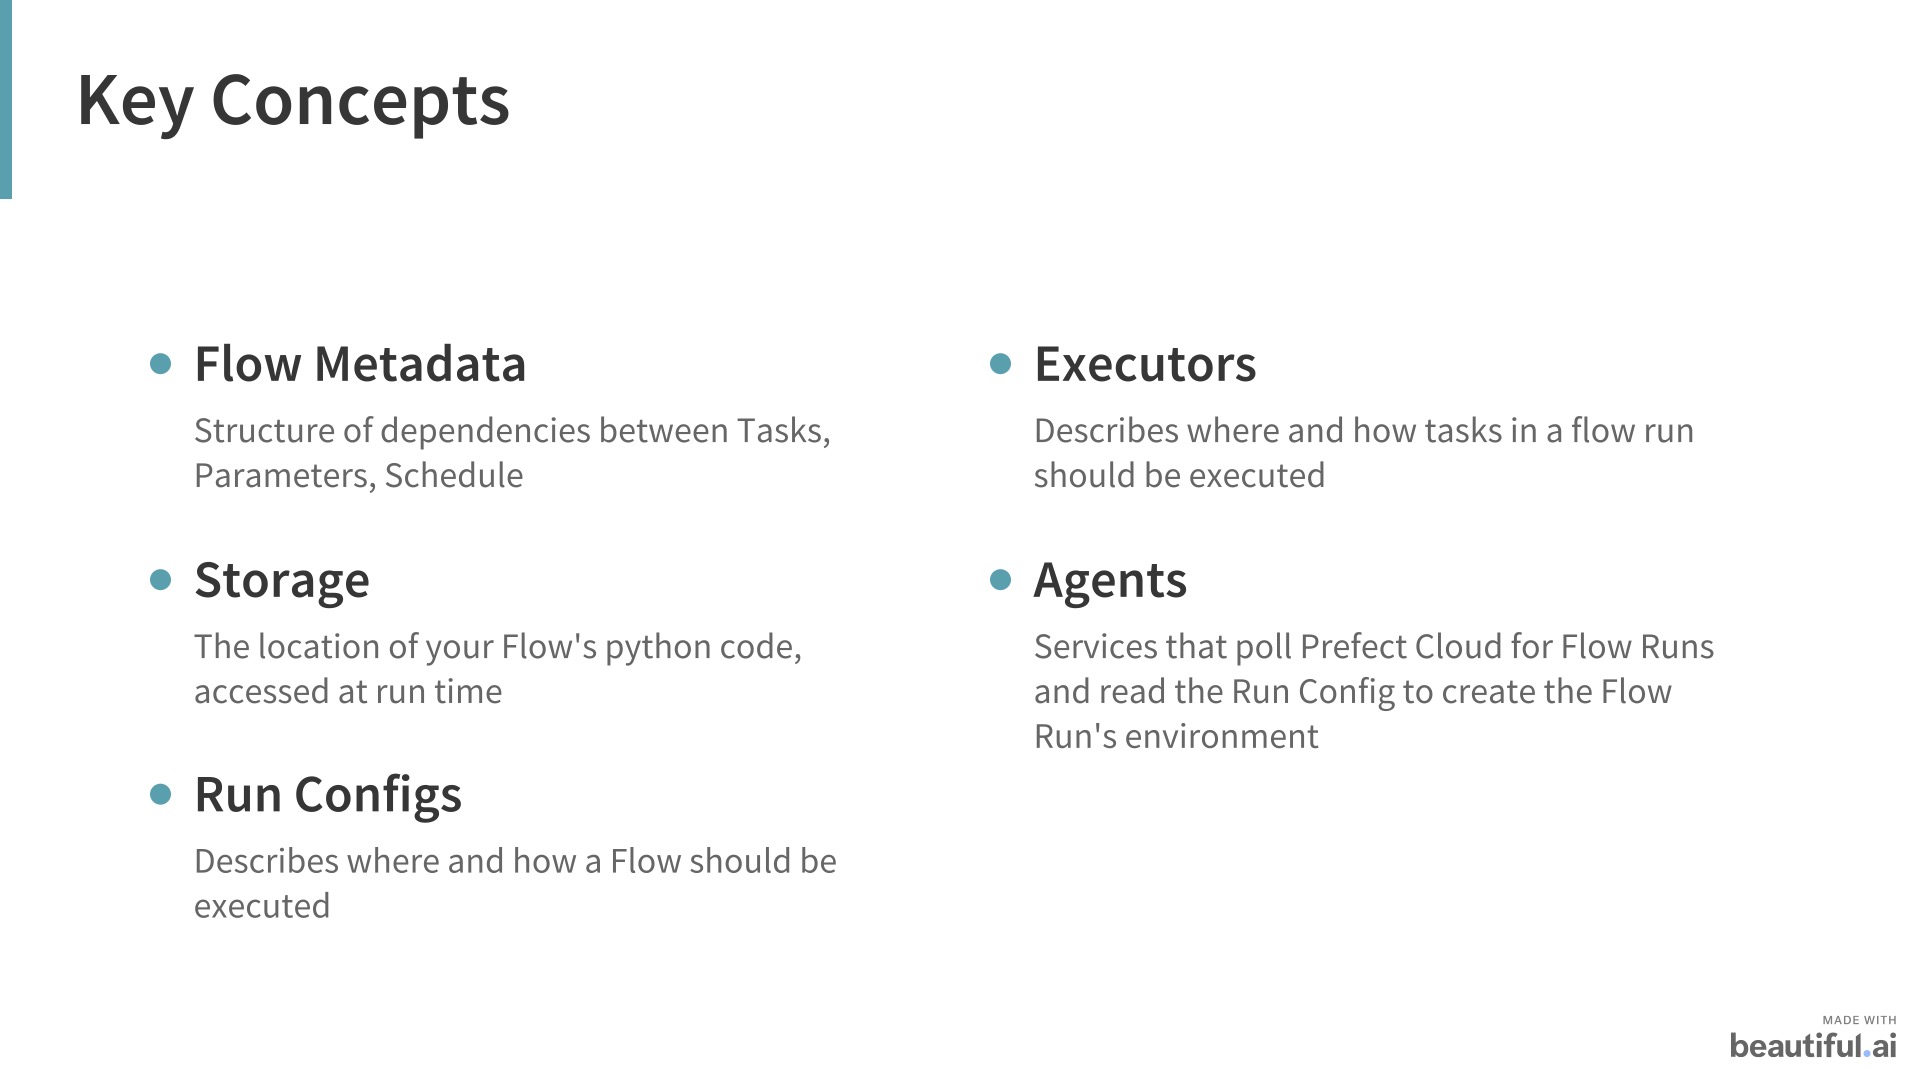 Key Concepts
Flow Metadata
Structure of dependencies between Tasks,
Parameters, Schedule
Storage
The location of your Flow's python code,
accessed at run time
Run Configs
Describes where and how a Flow should be
executed
Executors
Describes where and how tasks in a flow run
should be executed
Agents
Services that poll Prefect Cloud for Flow Runs
and read the Run Config to create the Flow
Run's environment
MADE WITH
beautiful.ai